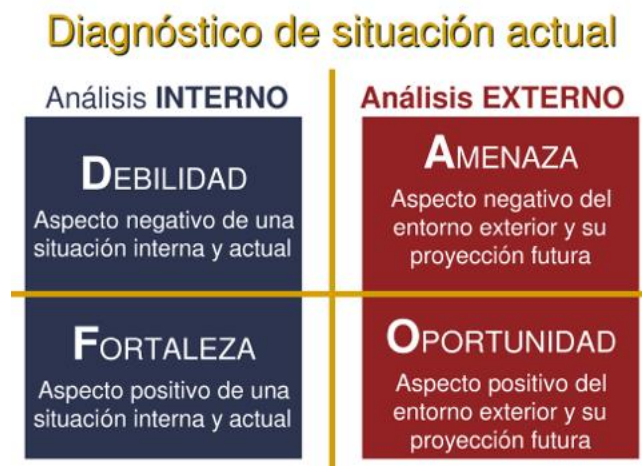 Diagnóstico de situación actual
Análisis INTERNO
DEBILIDAD
Aspecto negativo de una
situación interna y actual
FORTALEZA
Aspecto positivo de una
situación interna y actual
Análisis EXTERNO
AMENAZA
Aspecto negativo del
entorno exterior y su
proyección futura
OPORTUNIDAD
Aspecto positivo del
entorno exterior y su
proyección futura